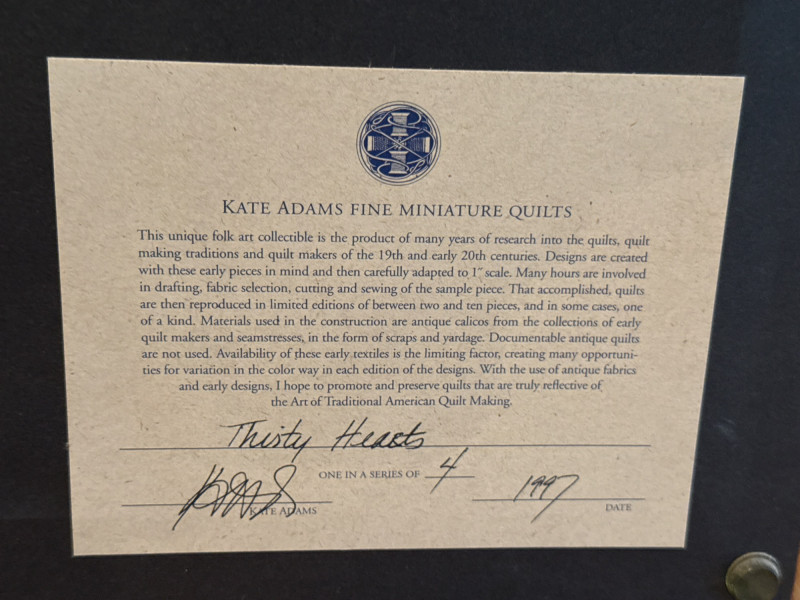 KATE ADAMS FINE MINIATURE QUILTS
This unique folk art collectible is the product of many years of research into the quilts, quilt
making traditions and quilt makers of the 19th and early 20th centuries. Designs are created
with these early pieces in mind and then carefully adapted to 1" scale. Many hours are involved
in drafting, fabric selection, cutting and sewing of the sample piece. That accomplished, quilts
are then reproduced in limited editions of between two and ten pieces, and in some cases, one
of a kind. Materials used in the construction are antique calicos from the collections of early
quilt makers and seamstresses, in the form of scraps and yardage. Documentable antique quilts
are not used. Availability of these early textiles is the limiting factor, creating many opportuni-
ties for variation in the color way in each edition of the designs. With the use of antique fabrics
and early designs, I hope to promote and preserve quilts that are truly reflective of
the Art of Traditional American Quilt Making.
Thirty Hearts
ONE IN A SERIES OF 4
1997
KATE ADAMS
DATE